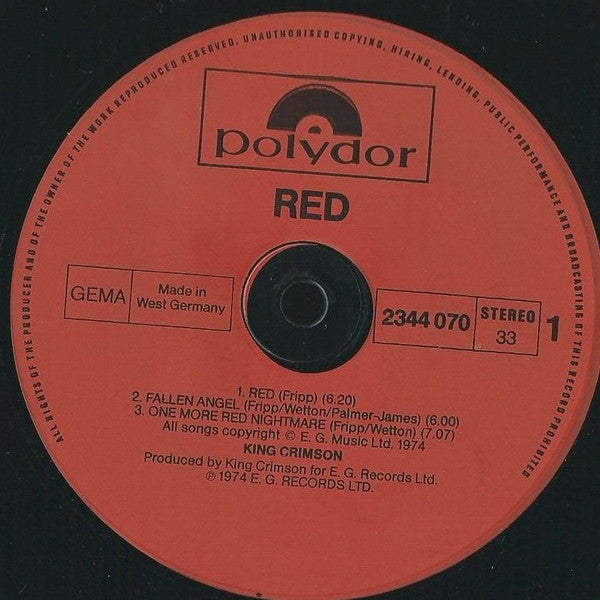 ALL RIGHTS OF THE PRODUCER AND OF THE OWNER OF THE WORK REPRODUCED RESERVED. UNAUTHORISED COPYING, HIRING, LENDING, PUBLIC PERFORMANCE AND BROADCASTING OF THIS RECORD PROHIBITED
polydor
RED
GEMA
Made in
West Germany
2344 070
STEREO
33
1
1. RED (Fripp) (6.20)
2. FALLEN ANGEL (Fripp/Wetton/Palmer-James) (6.00)
3. ONE MORE RED NIGHTMARE (Fripp/Wetton) (7.07)
All songs copyright © E. G. Music Ltd. 1974
KING CRIMSON
Produced by King Crimson for E. G. Records Ltd.
℗ 1974 E. G. RECORDS LTD.